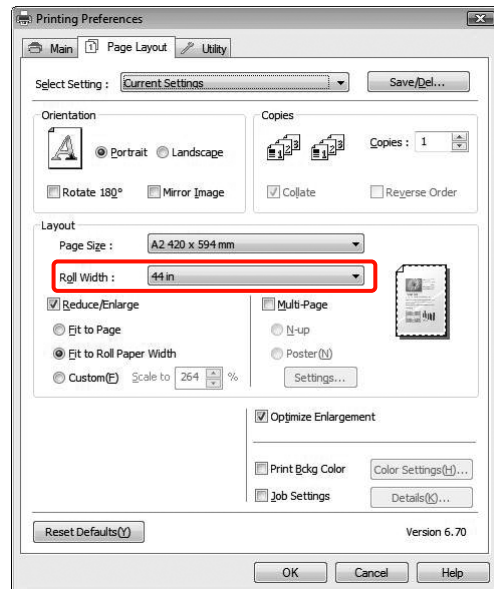 Printing Preferences
Main Page Layout Utility
Select Setting : Current Settings Save/Del...
Orientation
Portrait Landscape
Rotate 180° Mirror Image
Copies
Copies : 1
Collate Reverse Order
Layout
Page Size : A2 420 x 594 mm
Roll Width : 44 in
Reduce/Enlarge
Fit to Page
Fit to Roll Paper Width
Custom(F) Scale to 264 %
Multi-Page
N-up
Poster(N)
Settings...
Optimize Enlargement
Print Bckg Color Color Settings(H)...
Job Settings Details(K)...
Reset Defaults(Y) Version 6.70
OK Cancel Help